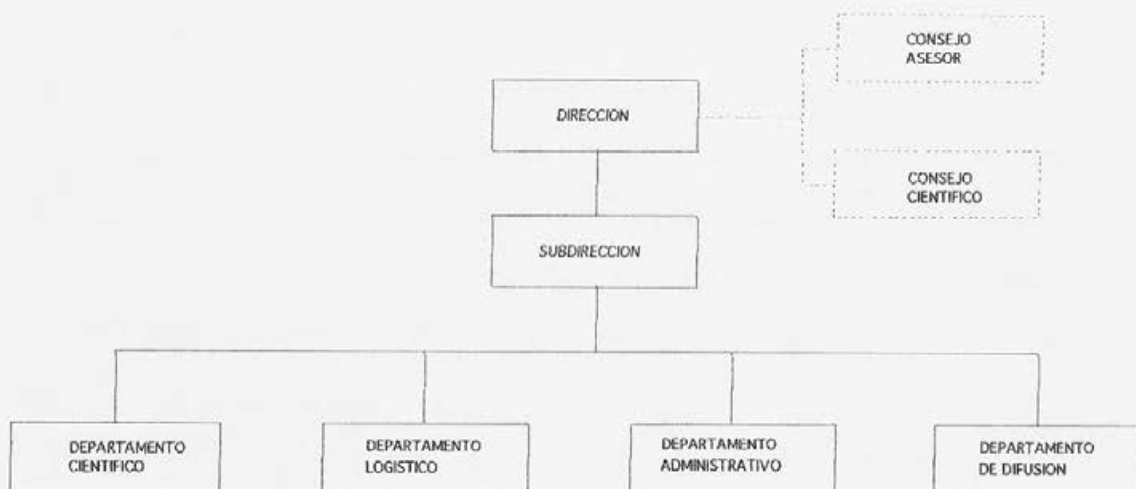 CONSEJO
ASESOR
DIRECCION
CONSEJO
CIENTIFICO
SUBDIRECCION
DEPARTAMENTO
CIENTIFICO
DEPARTAMENTO
LOGISTICO
DEPARTAMENTO
ADMINISTRATIVO
DEPARTAMENTO
DE DIFUSION